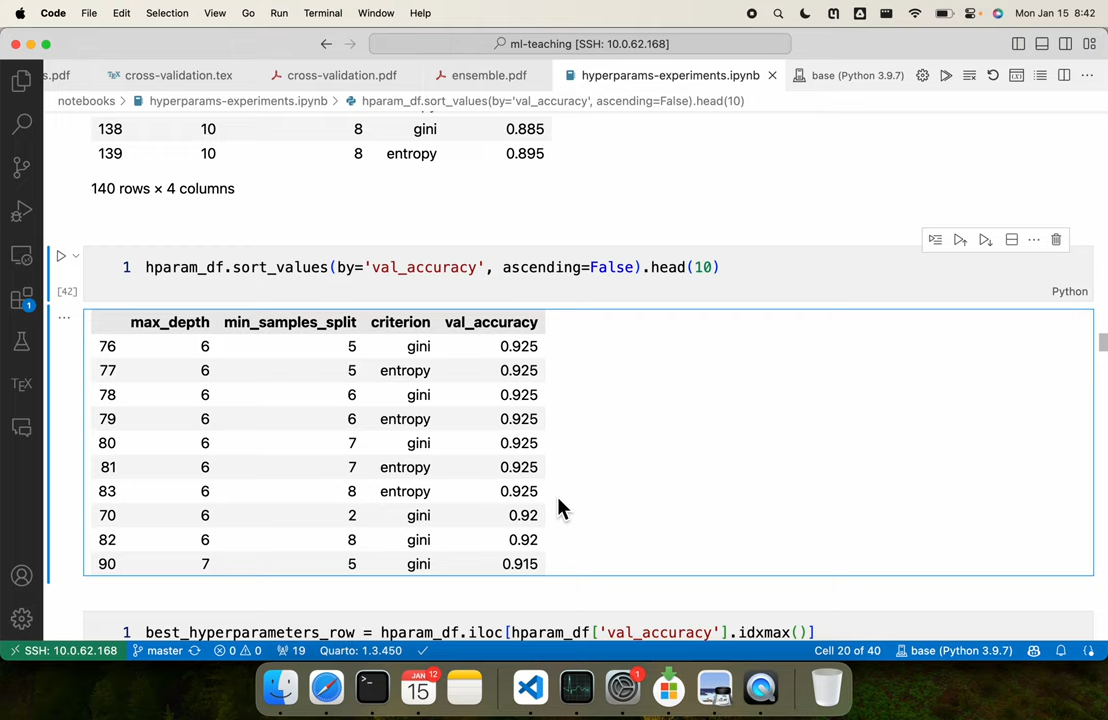 Code File Edit Selection View Go Run Terminal Window Help Mon Jan 15 8:42
ml-teaching [SSH: 10.0.62.168]
s.pdf cross-validation.tex cross-validation.pdf ensemble.pdf hyperparams-experiments.ipynb base (Python 3.9.7)
notebooks > hyperparams-experiments.ipynb > hparam_df.sort_values(by='val_accuracy', ascending=False).head(10)
138 10 8 gini 0.885
139 10 8 entropy 0.895
140 rows × 4 columns
1 hparam_df.sort_values(by='val_accuracy', ascending=False).head(10)
[42] Python
max_depth min_samples_split criterion val_accuracy
76 6 5 gini 0.925
77 6 5 entropy 0.925
78 6 6 gini 0.925
79 6 6 entropy 0.925
80 6 7 gini 0.925
81 6 7 entropy 0.925
83 6 8 entropy 0.925
70 6 2 gini 0.92
82 6 8 gini 0.92
90 7 5 gini 0.915
1 best_hyperparameters_row = hparam_df.iloc[hparam_df['val_accuracy'].idxmax()]
1
TEX
SSH: 10.0.62.168 master 0 0 19 Quarto: 1.3.450 Cell 20 of 40 base (Python 3.9.7)
JAN 15
12
1